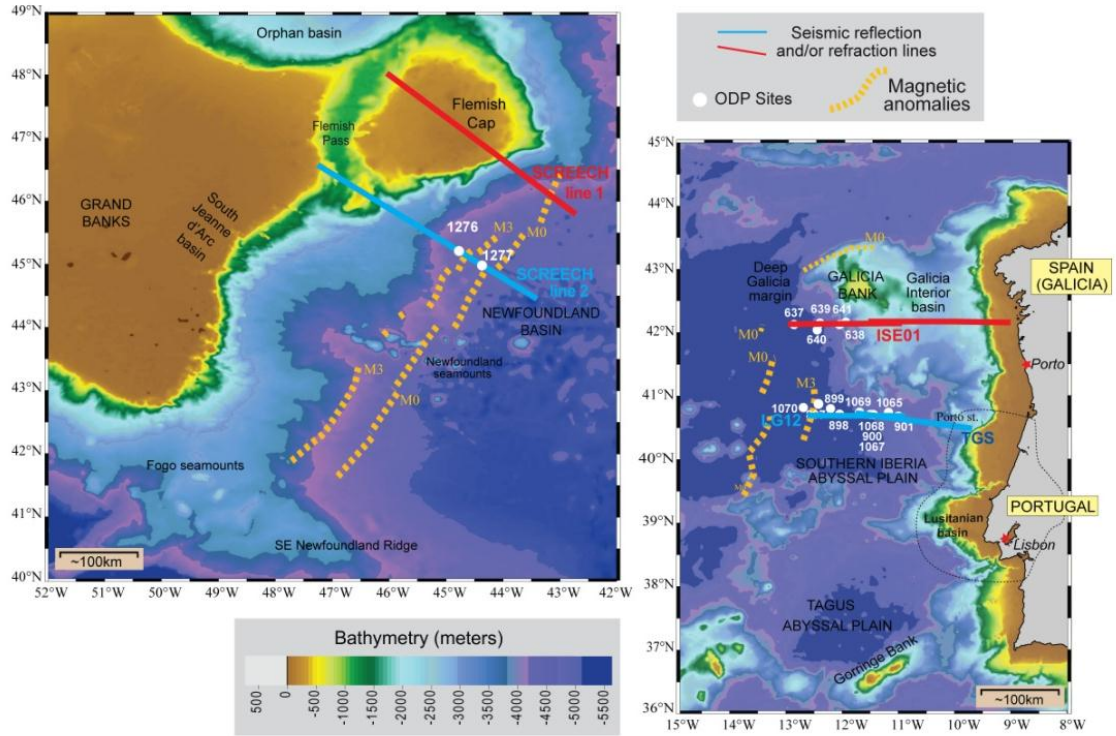 49°N
48°N
47°N
46°N
45°N
44°N
43°N
42°N
41°N
40°N
52°W
51°W
50°W
49°W
48°W
47°W
46°W
45°W
44°W
43°W
42°W
Orphan basin
Flemish
Cap
Flemish
Pass
GRAND
BANKS
South
Jeanne
d'Arc
basin
SCREECH
line 1
1276
M3
M0
1277
SCREECH
line 2
NEWFOUNDLAND
BASIN
Newfoundland
seamounts
M3
M0
Fogo seamounts
SE Newfoundland Ridge
~100km
Seismic reflection
and/or refraction lines
ODP Sites
Magnetic
anomalies
45°N
44°N
43°N
42°N
41°N
40°N
39°N
38°N
37°N
36°N
15°W
14°W
13°W
12°W
11°W
10°W
9°W
8°W
M0
Deep
Galicia
margin
GALICIA
BANK
Galicia
Interior
basin
SPAIN
(GALICIA)
637
639
641
640
638
ISE01
M0
M0
M3
Porto
1070
899
1069
1065
LG12
898
1068
901
900
1067
Porto st.
TGS
SOUTHERN IBERIA
ABYSSAL PLAIN
PORTUGAL
Lusitanian
basin
Lisbon
TAGUS
ABYSSAL PLAIN
Gorringe Bank
~100km
Bathymetry (meters)
500
0
-500
-1000
-1500
-2000
-2500
-3000
-3500
-4000
-4500
-5000
-5500